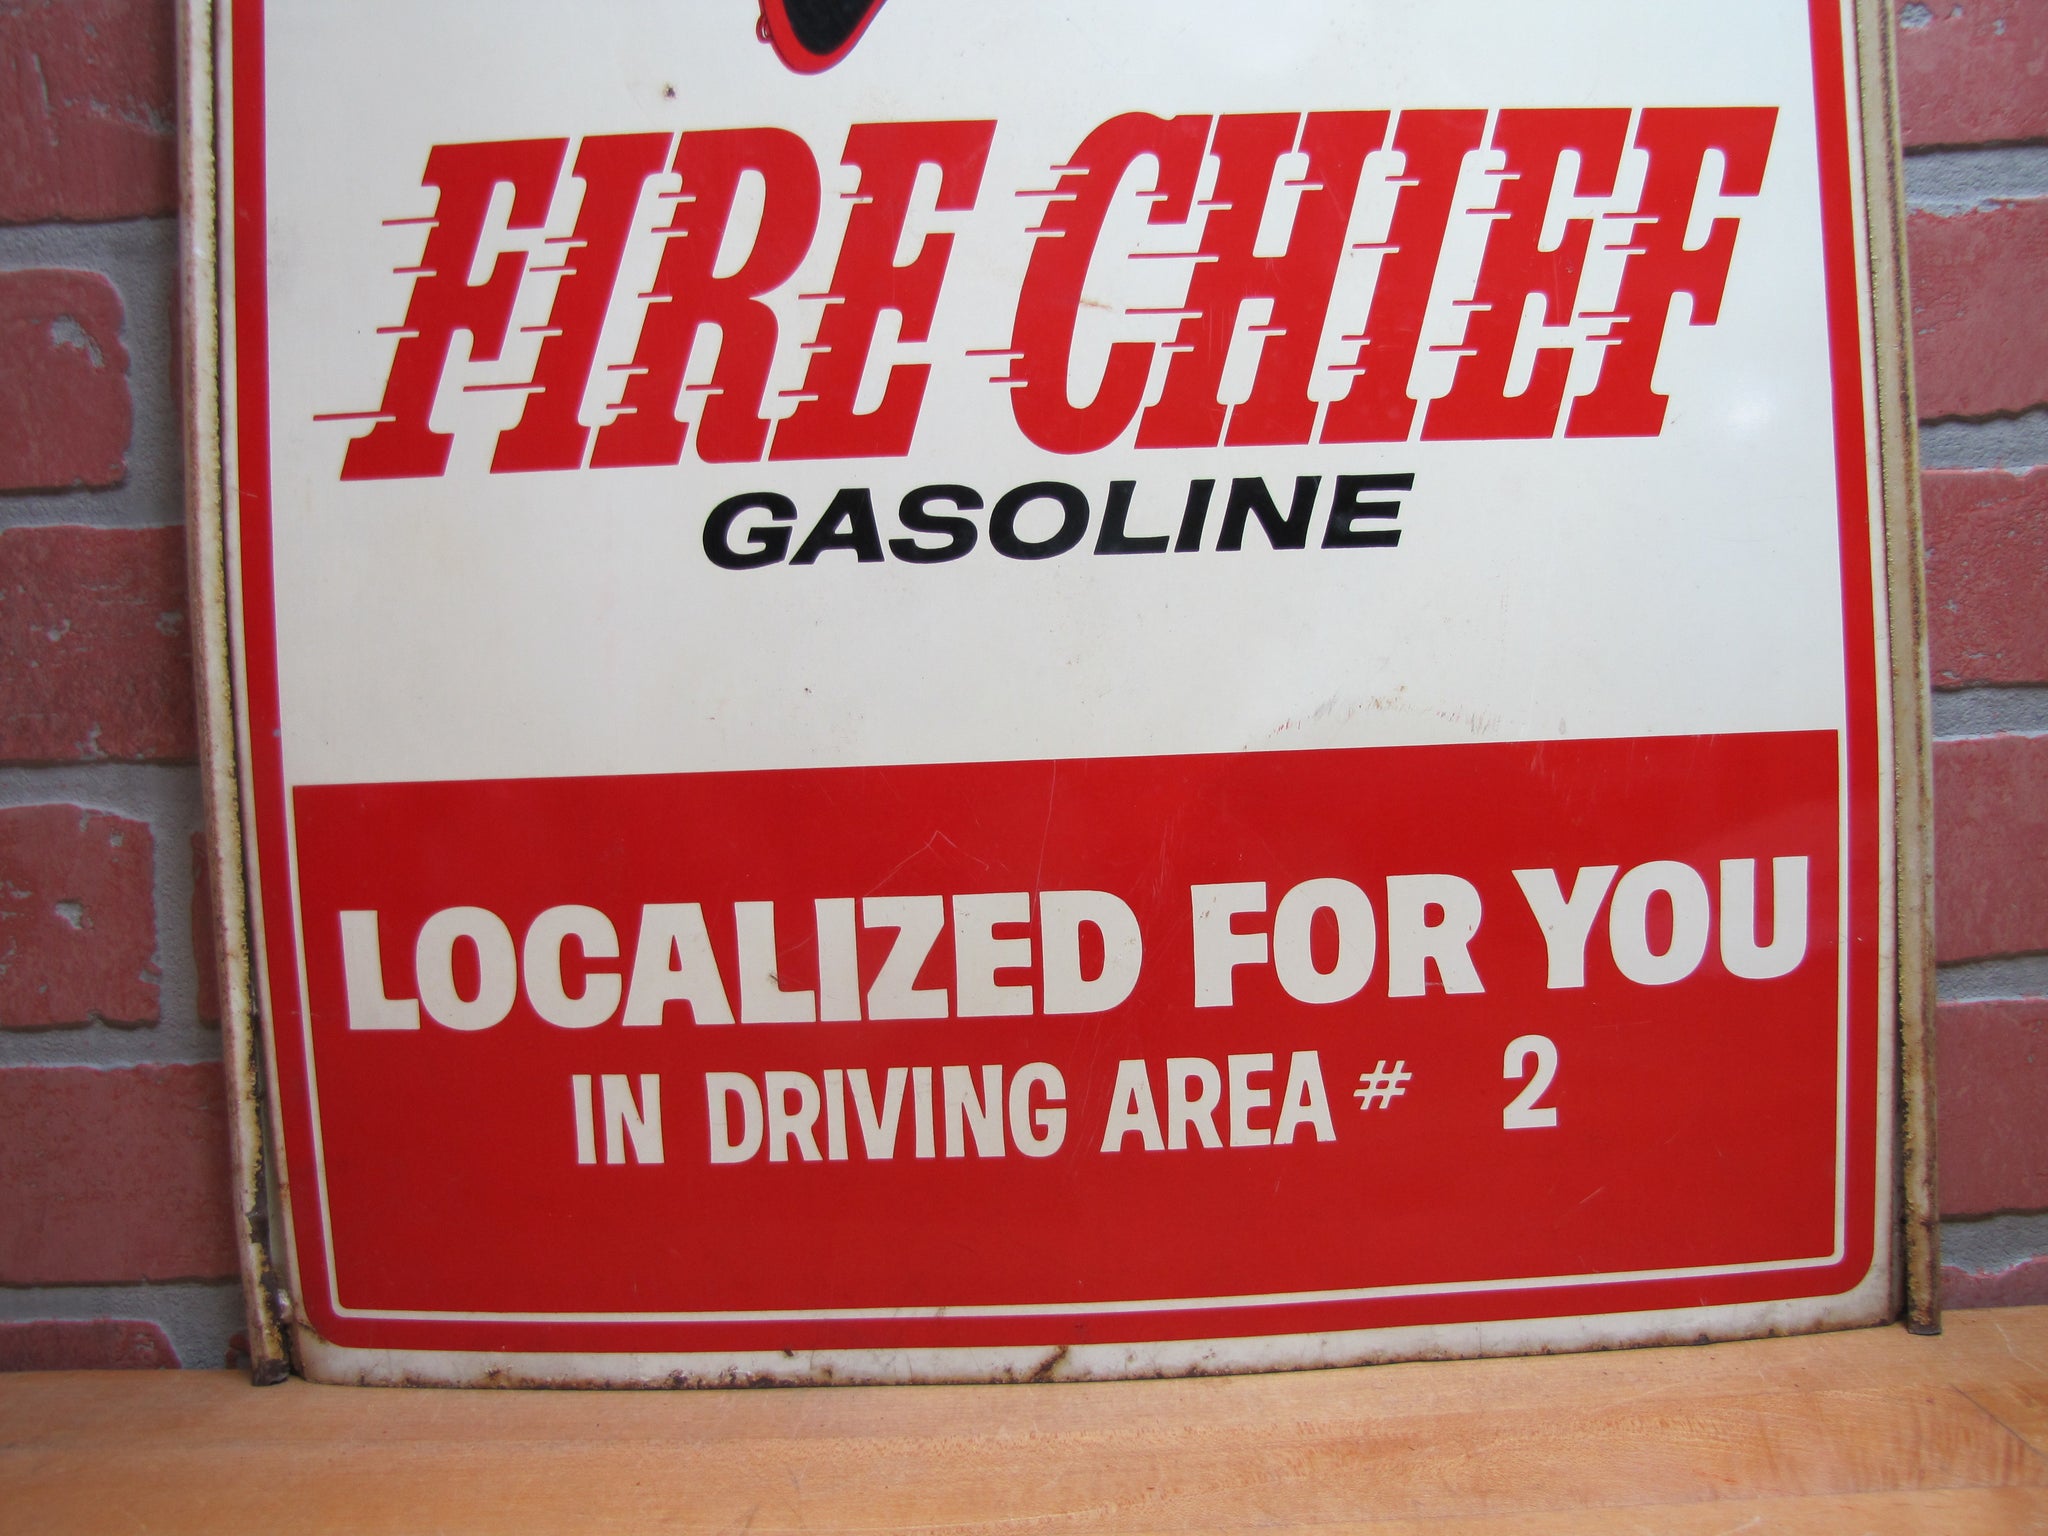 FIRE CHIEF
GASOLINE
LOCALIZED FOR YOU
IN DRIVING AREA # 2